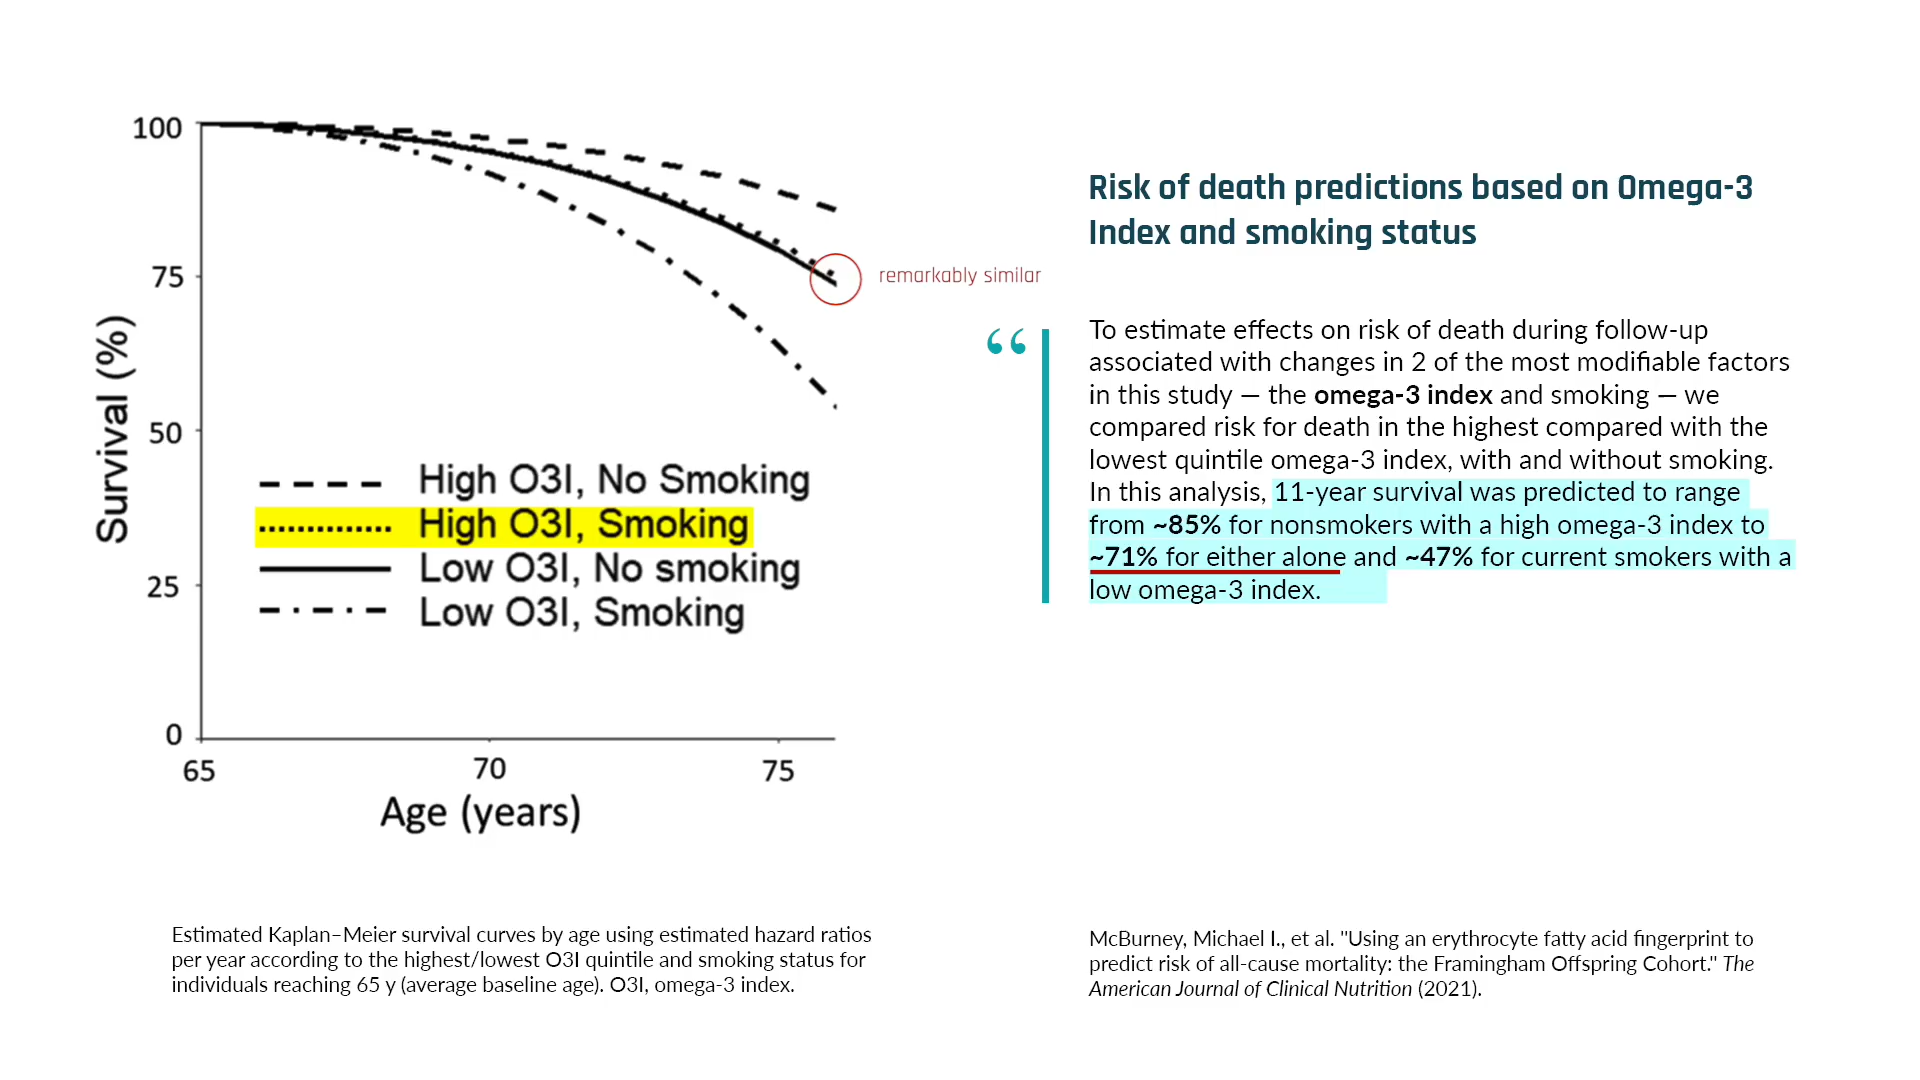 100
75
50
25
0
65
70
75
Survival (%)
Age (years)
High O3I, No Smoking
High O3I, Smoking
Low O3I, No smoking
Low O3I, Smoking
remarkably similar
Estimated Kaplan–Meier survival curves by age using estimated hazard ratios
per year according to the highest/lowest O3I quintile and smoking status for
individuals reaching 65 y (average baseline age). O3I, omega-3 index.
Risk of death predictions based on Omega-3
Index and smoking status
“
To estimate effects on risk of death during follow-up
associated with changes in 2 of the most modifiable factors
in this study — the omega-3 index and smoking — we
compared risk for death in the highest compared with the
lowest quintile omega-3 index, with and without smoking.
In this analysis, 11-year survival was predicted to range
from ~85% for nonsmokers with a high omega-3 index to
~71% for either alone and ~47% for current smokers with a
low omega-3 index.
McBurney, Michael I., et al. "Using an erythrocyte fatty acid fingerprint to
predict risk of all-cause mortality: the Framingham Offspring Cohort." The
American Journal of Clinical Nutrition (2021).